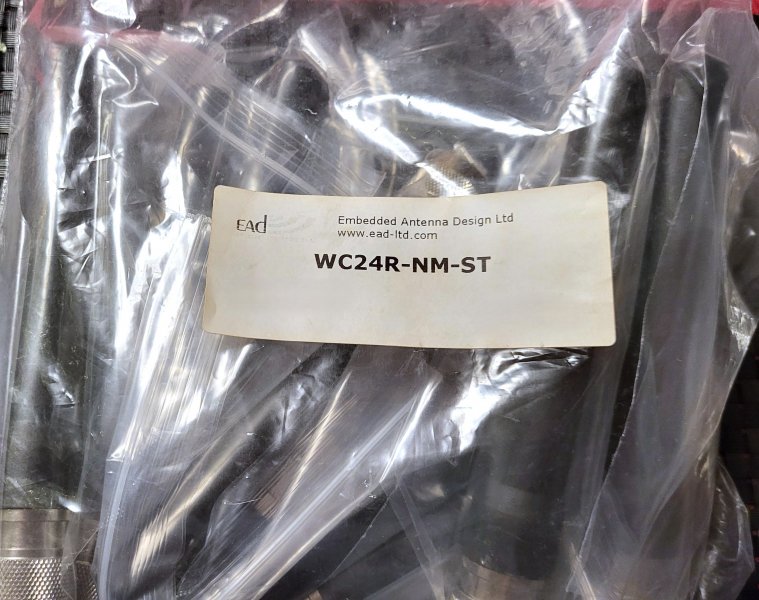 EAd
Embedded Antenna Design Ltd
www.ead-ltd.com
WC24R-NM-ST